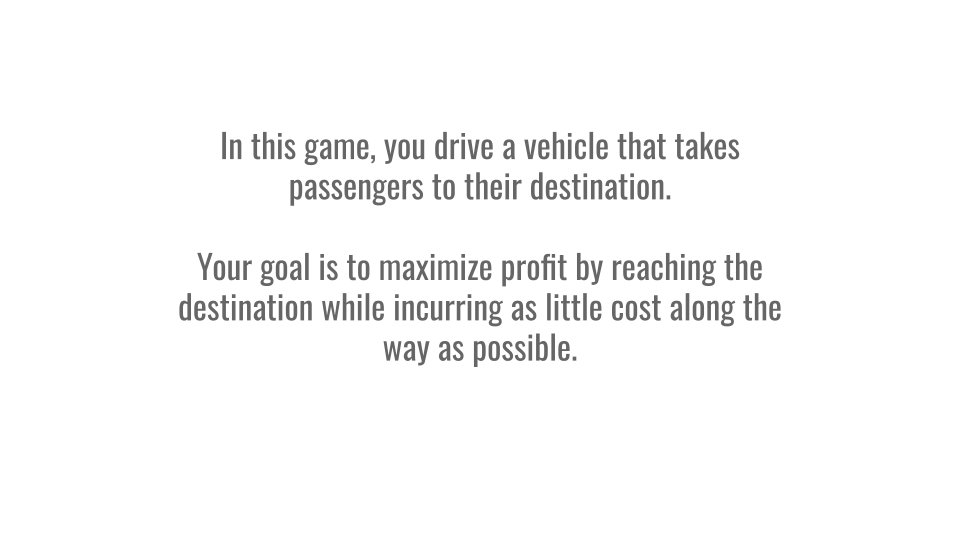 In this game, you drive a vehicle that takes
passengers to their destination.
Your goal is to maximize profit by reaching the
destination while incurring as little cost along the
way as possible.